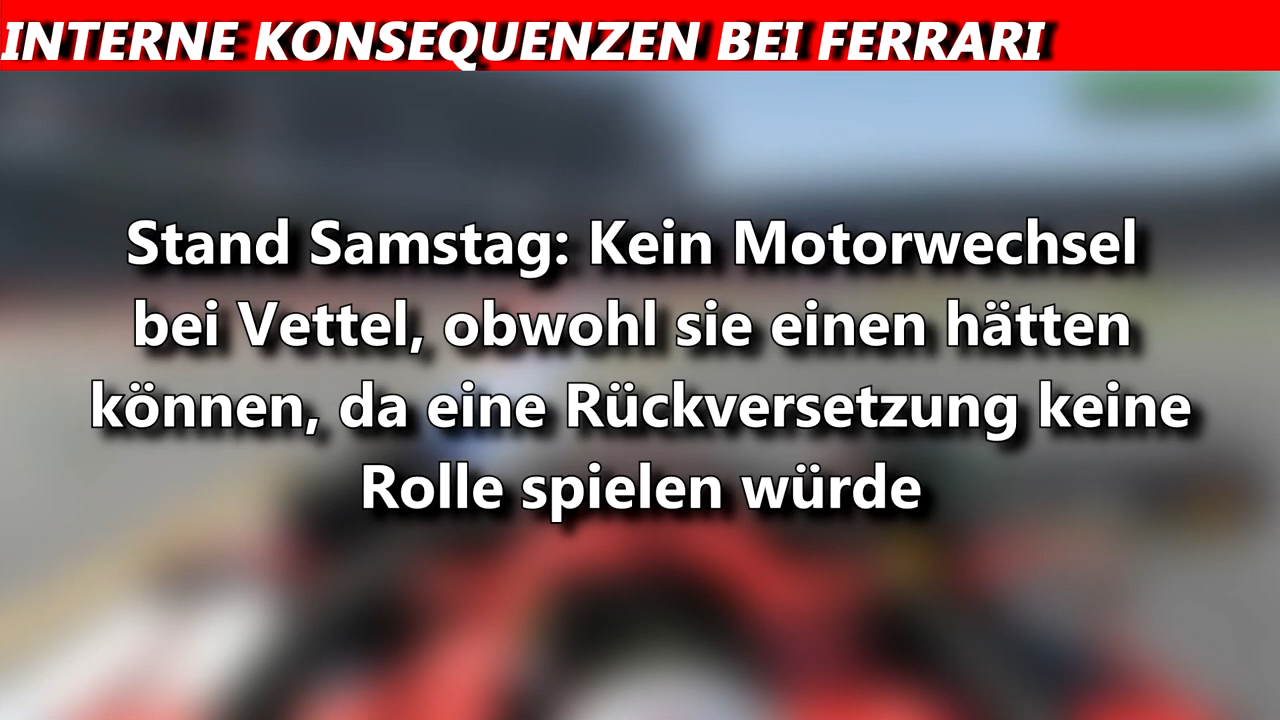 INTERNE KONSEQUENZEN BEI FERRARI
Stand Samstag: Kein Motorwechsel
bei Vettel, obwohl sie einen hätten
können, da eine Rückversetzung keine
Rolle spielen würde